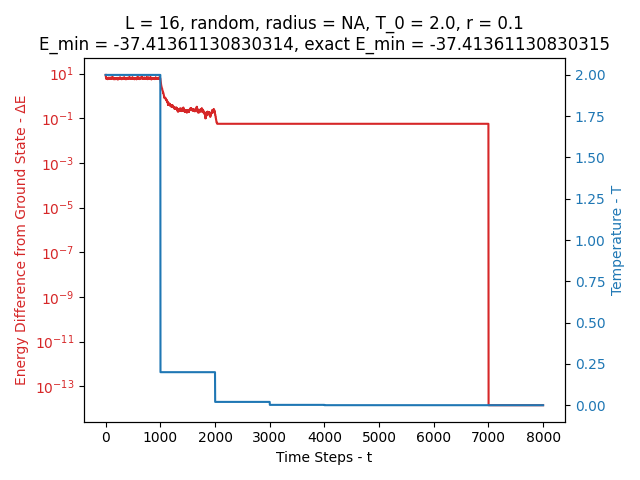 L = 16, random, radius = NA, T_0 = 2.0, r = 0.1
E_min = -37.41361130830314, exact E_min = -37.41361130830315
10¹
10⁻¹
10⁻³
10⁻⁵
10⁻⁷
10⁻⁹
10⁻¹¹
10⁻¹³
Energy Difference from Ground State - ΔE
2.00
1.75
1.50
1.25
1.00
0.75
0.50
0.25
0.00
Temperature - T
0 1000 2000 3000 4000 5000 6000 7000 8000
Time Steps - t